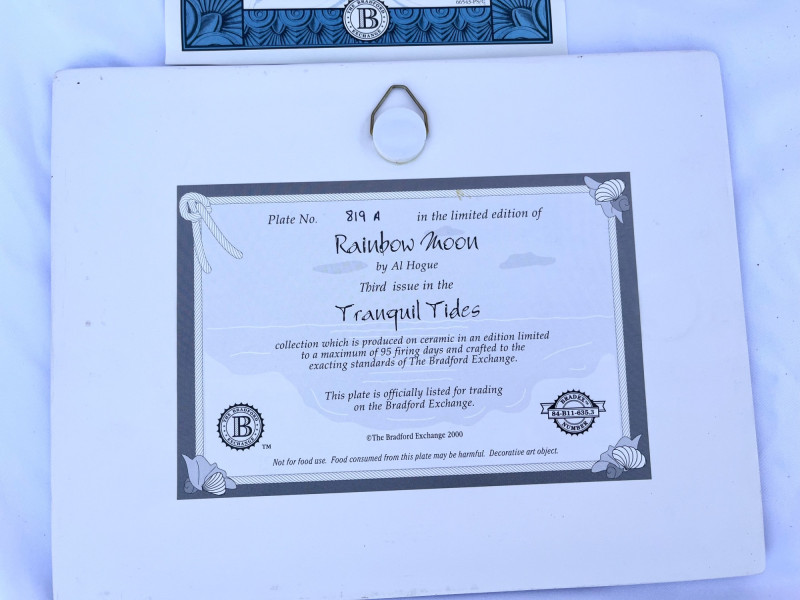 THE BRADFORD
B
EXCHANGE
Plate No. 819 A in the limited edition of
Rainbow Moon
by Al Hogue
Third issue in the
Tranquil Tides
collection which is produced on ceramic in an edition limited
to a maximum of 95 firing days and crafted to the
exacting standards of The Bradford Exchange.
This plate is officially listed for trading
on the Bradford Exchange.
THE BRADFORD
B
EXCHANGE
TM
BRADEX
84-B11-635.3
NUMBER
©The Bradford Exchange 2000
Not for food use. Food consumed from this plate may be harmful. Decorative art object.